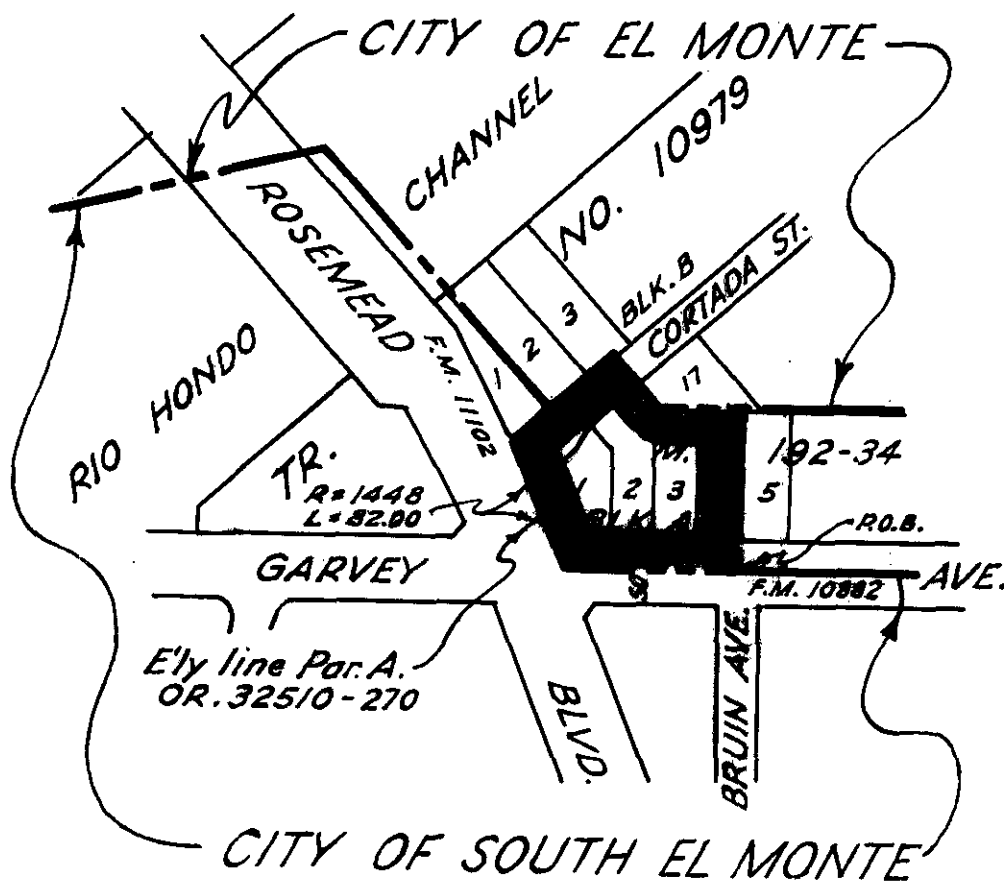 CITY OF EL MONTE
CHANNEL
NO. 10979
ROSEMEAD
F.M. 11102
BLK. B
CORTADA ST.
1
2
3
17
RIO HONDO
TR.
R=1448
L=82.00
1
2
3
M.
192-34
5
BLK A
P.O.B.
GARVEY
AVE.
F.M. 10882
E'ly line Par. A.
OR. 32510-270
BLVD.
BRUIN AVE.
CITY OF SOUTH EL MONTE